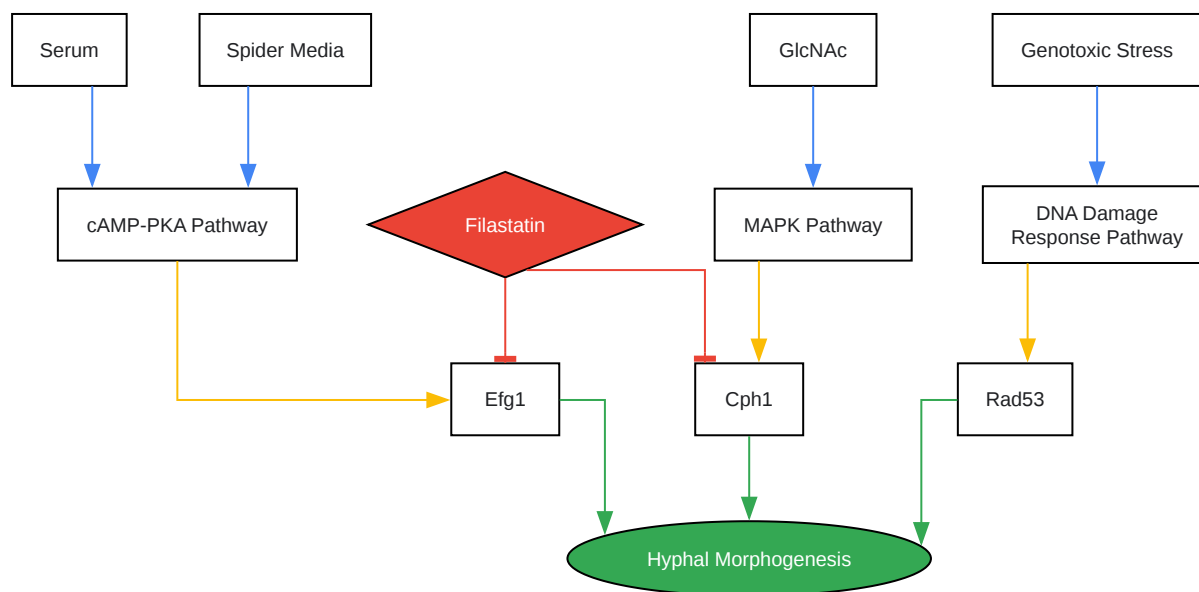 Serum
Spider Media
GlcNAc
Genotoxic Stress
cAMP-PKA Pathway
Filastatin
MAPK Pathway
DNA Damage
Response Pathway
Efg1
Cph1
Rad53
Hyphal Morphogenesis